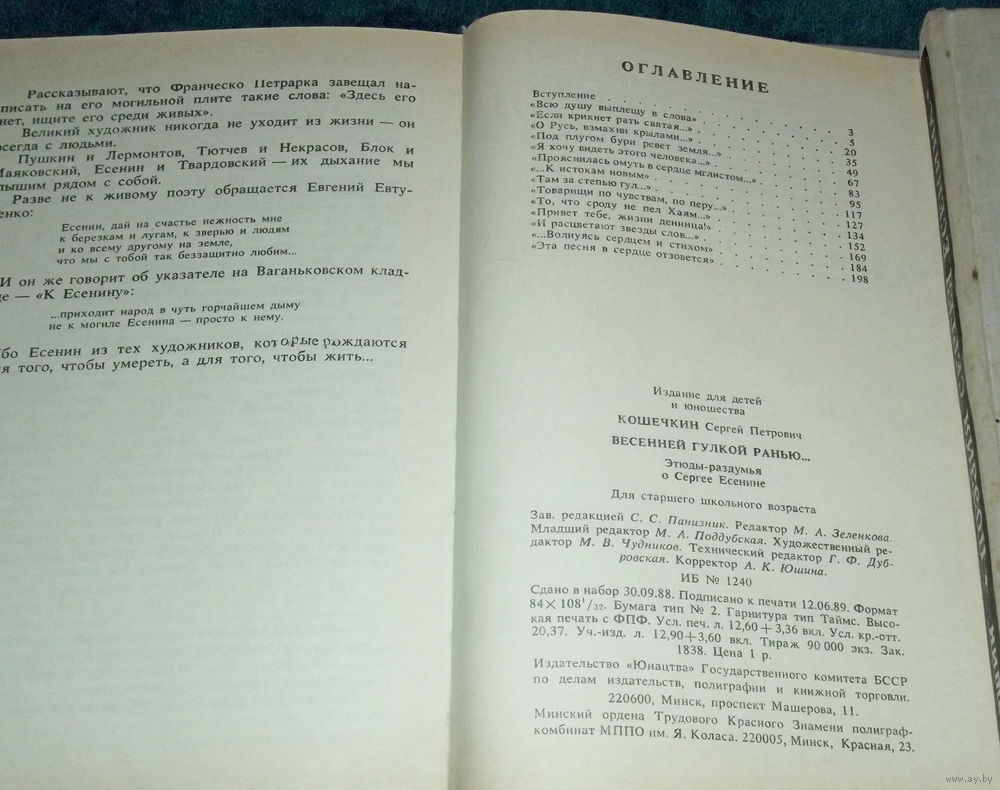 Рассказывают, что Франческо Петрарка завещал на-
писать на его могильной плите такие слова: «Здесь его
нет, ищите его среди живых».
Великий художник никогда не уходит из жизни — он
всегда с людьми.
Пушкин и Лермонтов, Тютчев и Некрасов, Блок и
Маяковский, Есенин и Твардовский — их дыхание мы
лышим рядом с собой.
Разве не к живому поэту обращается Евгений Евту-
енко:
Есенин, дай на счастье нежность мне
к березкам и лугам, к зверью и людям
и ко всему другому на земле,
что мы с тобой так беззащитно любим...
И он же говорит об указателе на Ваганьковском клад-
ще — «К Есенину»:
...приходит народ в чуть горчайшем дыму
не к могиле Есенина — просто к нему.
бо Есенин из тех художников, которые рождаются
я того, чтобы умереть, а для того, чтобы жить...
ОГЛАВЛЕНИЕ
Вступление . . . . . . . 3
«Всю душу выплещу в слова» . . . . . . . 5
«Если крикнет рать святая...» . . . . . . . 20
«О Русь, взмахни крылами...» . . . . . . . 35
«Под плугом бури ревет земля...» . . . . . . . 49
«Я хочу видеть этого человека...» . . . . . . . 67
«Прояснилась омуть в сердце мглистом...» . . . . . . . 83
«...К истокам новым» . . . . . . . 95
«Там за степью гул...» . . . . . . . 117
«Товарищи по чувствам, по перу...» . . . . . . . 127
«То, что сроду не пел Хаям...» . . . . . . . 134
«Привет тебе, жизни денница!» . . . . . . . 152
«И расцветают звезды слов...» . . . . . . . 169
«...Волнуясь сердцем и стихом» . . . . . . . 184
«Эта песня в сердце отзовется» . . . . . . . 198
Издание для детей
и юношества
КОШЕЧКИН Сергей Петрович
ВЕСЕННЕЙ ГУЛКОЙ РАНЬЮ...
Этюды-раздумья
о Сергее Есенине
Для старшего школьного возраста
Зав. редакцией С. С. Панизник. Редактор М. А. Зеленкова.
Младший редактор М. А. Поддубская. Художественный ре-
дактор М. В. Чудников. Технический редактор Г. Ф. Дуб-
ровская. Корректор А. К. Юшина.
ИБ № 1240
Сдано в набор 30.09.88. Подписано к печати 12.06.89. Формат
84×108¹/₃₂. Бумага тип № 2. Гарнитура тип Таймс. Высо-
кая печать с ФПФ. Усл. печ. л. 12,60+3,36 вкл. Усл. кр.-отт.
20,37. Уч.-изд. л. 12,90+3,60 вкл. Тираж 90 000 экз. Зак.
1838. Цена 1 р.
Издательство «Юнацтва» Государственного комитета БССР
по делам издательств, полиграфии и книжной торговли.
220600, Минск, проспект Машерова, 11.
Минский ордена Трудового Красного Знамени полиграф-
комбинат МППО им. Я. Коласа. 220005, Минск, Красная, 23.
www.ay.by